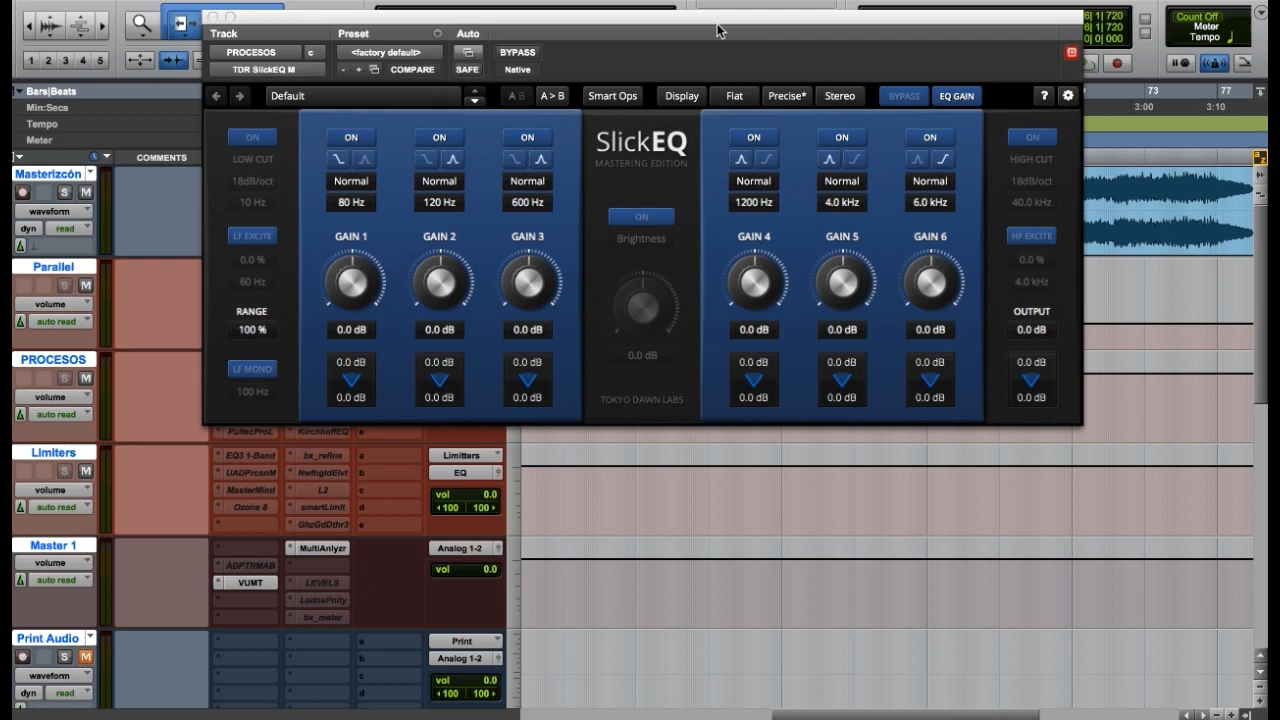 6| 1| 720
6| 1| 720
0| 0| 000
Count Off
Meter
Tempo
1 2 3 4 5
Track
Preset
Auto
PROCESOS
c
<factory default>
BYPASS
TDR SlickEQ M
- +
COMPARE
SAFE
Native
Default
A B
A > B
Smart Ops
Display
Flat
Precise*
Stereo
BYPASS
EQ GAIN
?
Bars|Beats
Min:Secs
Tempo
Meter
73
77
3:00
3:10
COMMENTS
ON
ON
ON
ON
SlickEQ
MASTERING EDITION
ON
ON
ON
ON
LOW CUT
18dB/oct
10 Hz
Normal
Normal
Normal
80 Hz
120 Hz
600 Hz
Normal
Normal
Normal
1200 Hz
4.0 kHz
6.0 kHz
HIGH CUT
18dB/oct
40.0 kHz
ON
Brightness
0.0 dB
LF EXCITE
0.0 %
60 Hz
GAIN 1
GAIN 2
GAIN 3
GAIN 4
GAIN 5
GAIN 6
HF EXCITE
0.0 %
4.0 kHz
RANGE
100 %
0.0 dB
0.0 dB
0.0 dB
0.0 dB
0.0 dB
0.0 dB
OUTPUT
0.0 dB
LF MONO
100 Hz
0.0 dB
0.0 dB
0.0 dB
0.0 dB
0.0 dB
0.0 dB
0.0 dB
0.0 dB
0.0 dB
0.0 dB
0.0 dB
0.0 dB
0.0 dB
0.0 dB
TOKYO DAWN LABS
Masterizcón
S M
waveform
dyn read
Parallel
S M
volume
auto read
PROCESOS
S M
volume
auto read
PultecProL
KirchhoffEQ
e
Limiters
S M
volume
auto read
EQ3 1-Band
bx_refine
a
Limitters
UADPrcsnM
NwfngldElvt
b
EQ
MasterMind
L2
c
vol 0.0
Ozone 8
smartLimit
d
100 100
GhzGdDthr3
e
Master 1
volume
auto read
MultiAnlyzr
Analog 1-2
ADPTRMAB
vol 0.0
VUMT
LEVELS
LodnsPnlty
bx_meter
Print Audio
S M
waveform
dyn read
a
Print
b
Analog 1-2
c
vol 0.0
d
100 100